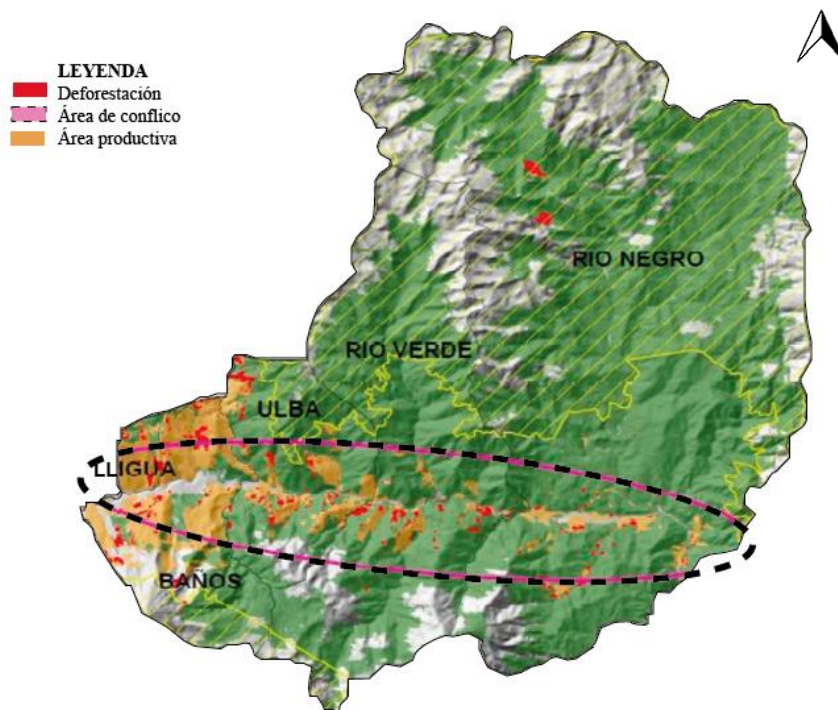 LEYENDA
Deforestación
Área de conflico
Área productiva
RIO NEGRO
RIO VERDE
ULBA
LLIGUA
BAÑOS